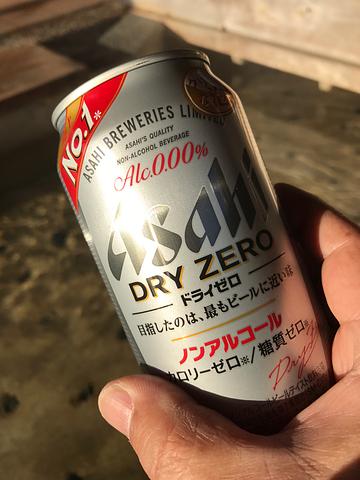 No.1*
ASAHI BREWERIES LIMITED
ASAHI'S QUALITY
NON-ALCOHOL BEVERAGE
Alc.0.00%
Asahi
DRY ZERO
ドライゼロ
目指したのは、最もビールに近い味
ノンアルコール
カロリーゼロ※/糖質ゼロ※